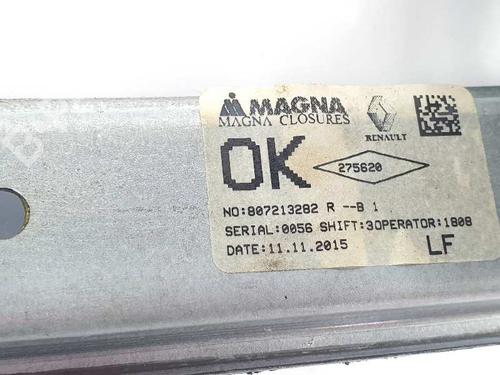 MAGNA
MAGNA CLOSURES
RENAULT
OK
275620
NO:807213282 R --B 1
SERIAL:0056 SHIFT:3OPERATOR:1808
DATE:11.11.2015
LF